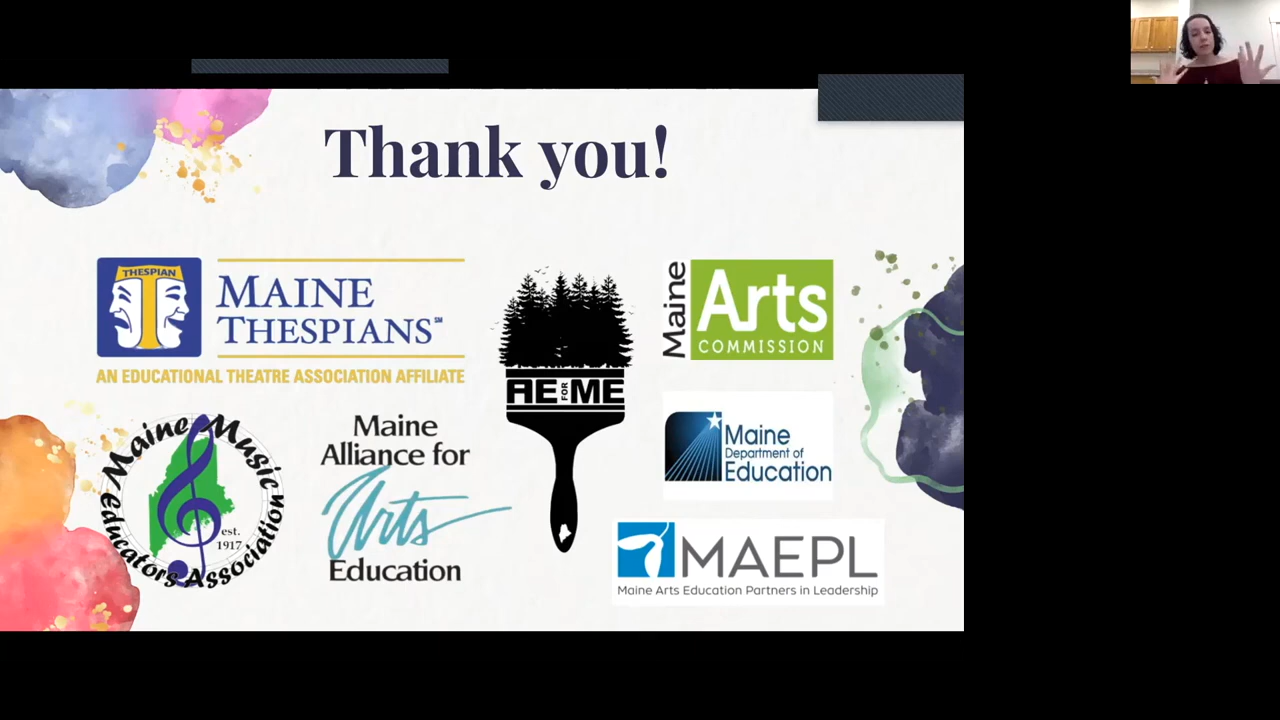 Thank you!
THESPIAN
MAINE
THESPIANS℠
AN EDUCATIONAL THEATRE ASSOCIATION AFFILIATE
AE FOR ME
Maine
Arts
COMMISSION
Maine Music
Educators Association
est.
1917
Maine
Alliance for
Arts
Education
Maine
Department of
Education
MAEPL
Maine Arts Education Partners in Leadership